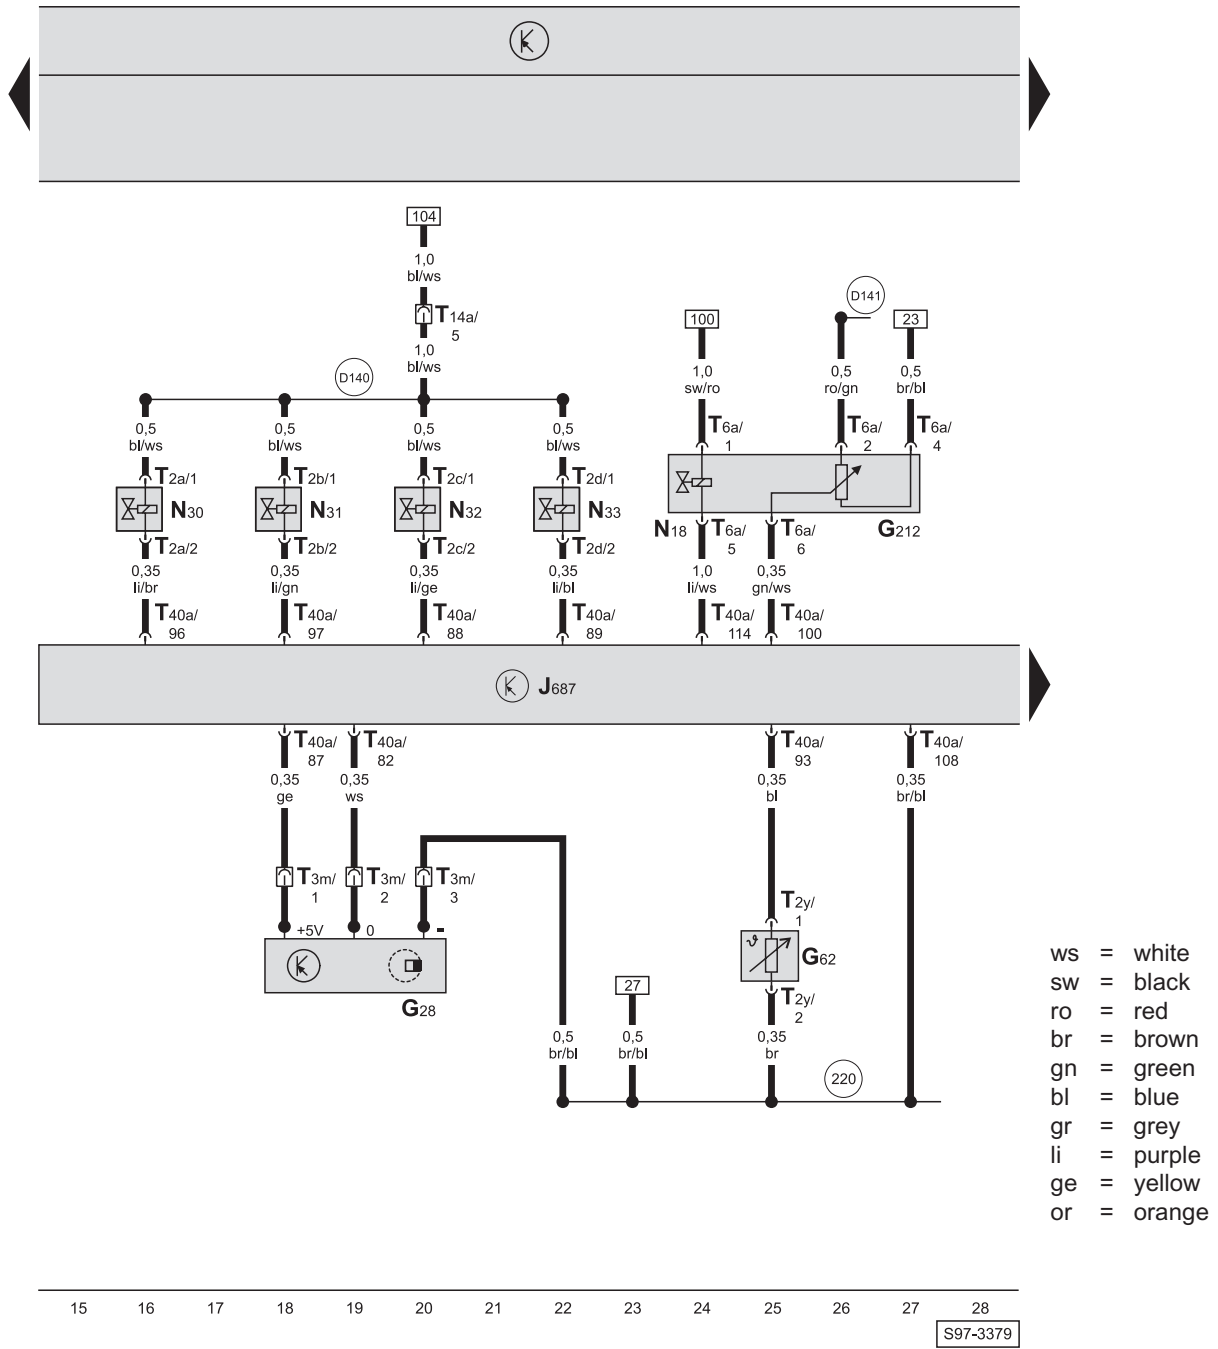 104
1,0
bl/ws
T14a/
5
1,0
bl/ws
D140
D141
100
23
1,0
sw/ro
0,5
ro/gn
0,5
br/bl
0,5
bl/ws
0,5
bl/ws
0,5
bl/ws
0,5
bl/ws
T6a/
1
T6a/
2
T6a/
4
T2a/1
T2b/1
T2c/1
T2d/1
N30
N31
N32
N33
N18
T6a/
5
T6a/
6
G212
T2a/2
T2b/2
T2c/2
T2d/2
0,35
li/br
0,35
li/gn
0,35
li/ge
0,35
li/bl
1,0
li/ws
0,35
gn/ws
T40a/
96
T40a/
97
T40a/
88
T40a/
89
T40a/
114
T40a/
100
J687
T40a/
87
T40a/
82
T40a/
93
T40a/
108
0,35
ge
0,35
ws
0,35
bl
0,35
br/bl
T3m/
1
T3m/
2
T3m/
3
+5V
0
-
G28
T2y/
1
ϑ
G62
T2y/
2
27
0,5
br/bl
0,5
br/bl
0,35
br
220
ws = white
sw = black
ro = red
br = brown
gn = green
bl = blue
gr = grey
li = purple
ge = yellow
or = orange
15 16 17 18 19 20 21 22 23 24 25 26 27 28
S97-3379